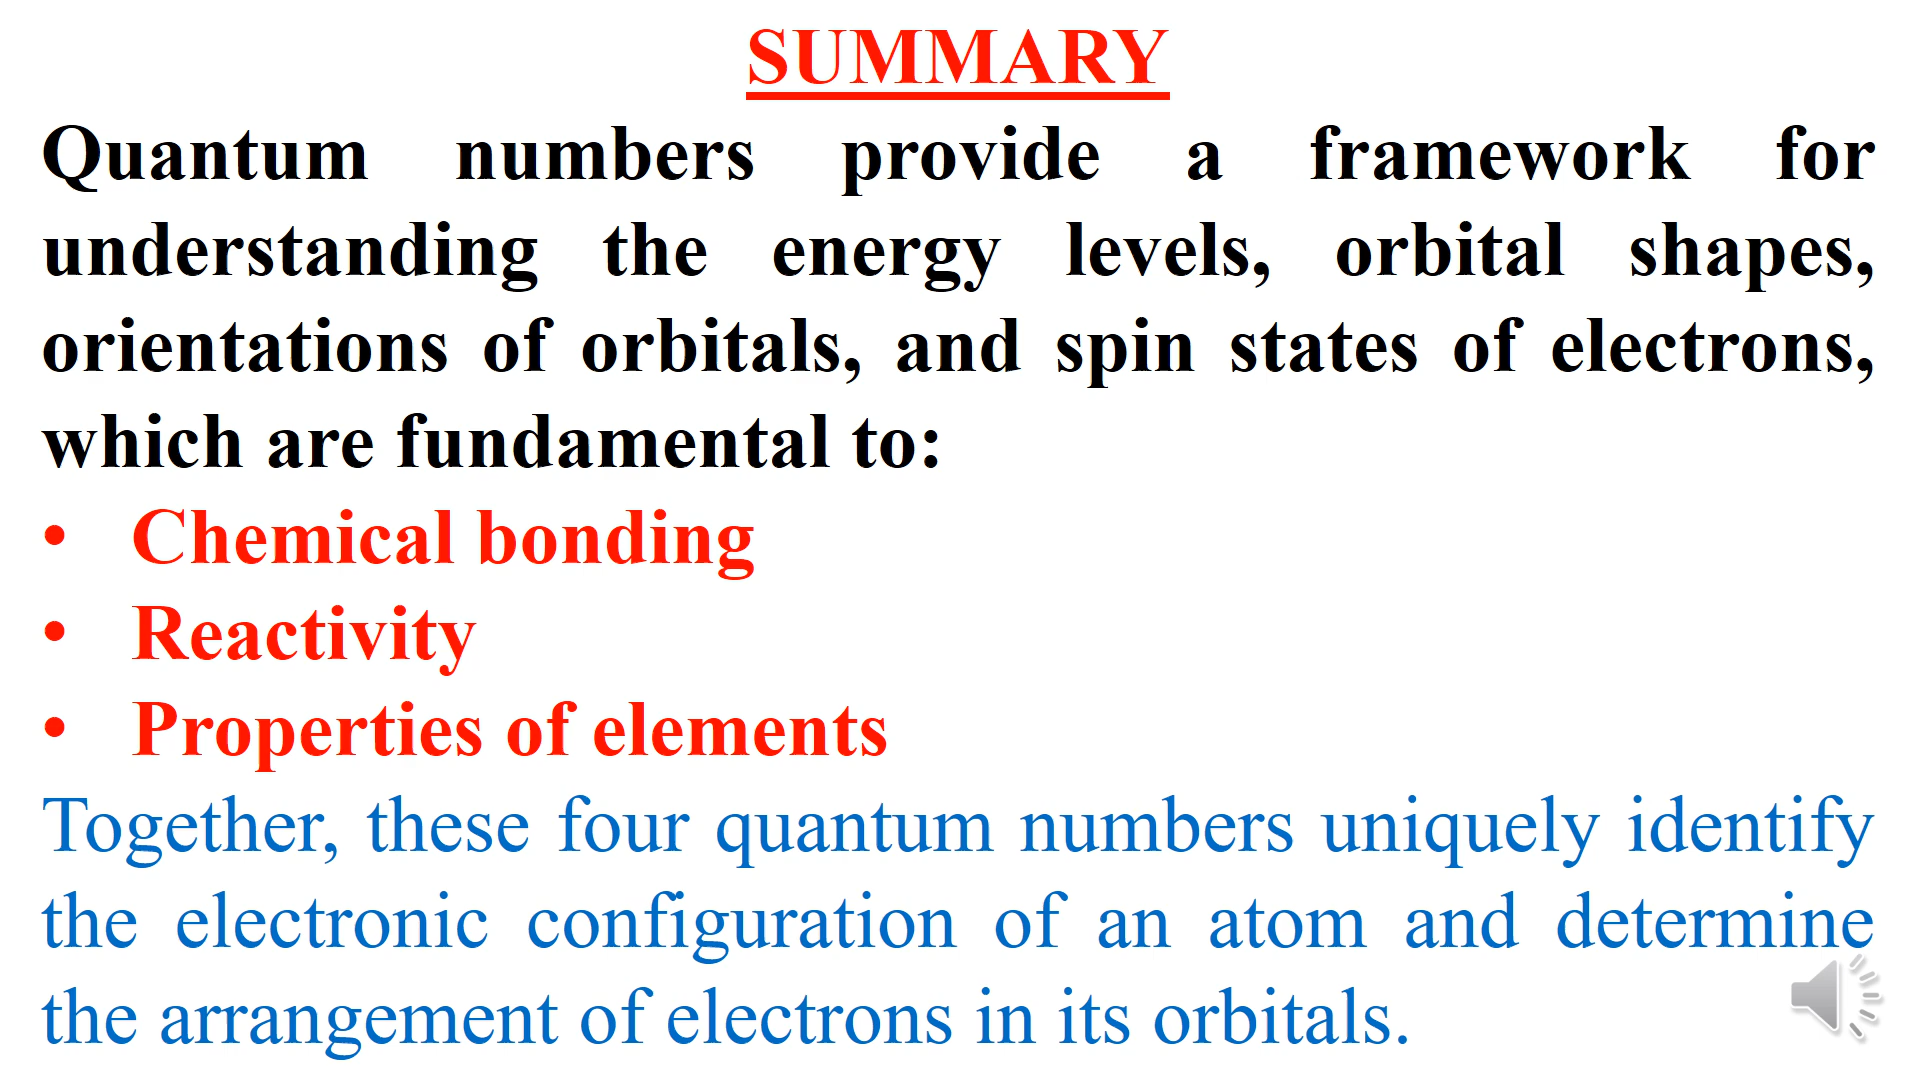 SUMMARY
Quantum numbers provide a framework for
understanding the energy levels, orbital shapes,
orientations of orbitals, and spin states of electrons,
which are fundamental to:
• Chemical bonding
• Reactivity
• Properties of elements
Together, these four quantum numbers uniquely identify
the electronic configuration of an atom and determine
the arrangement of electrons in its orbitals.